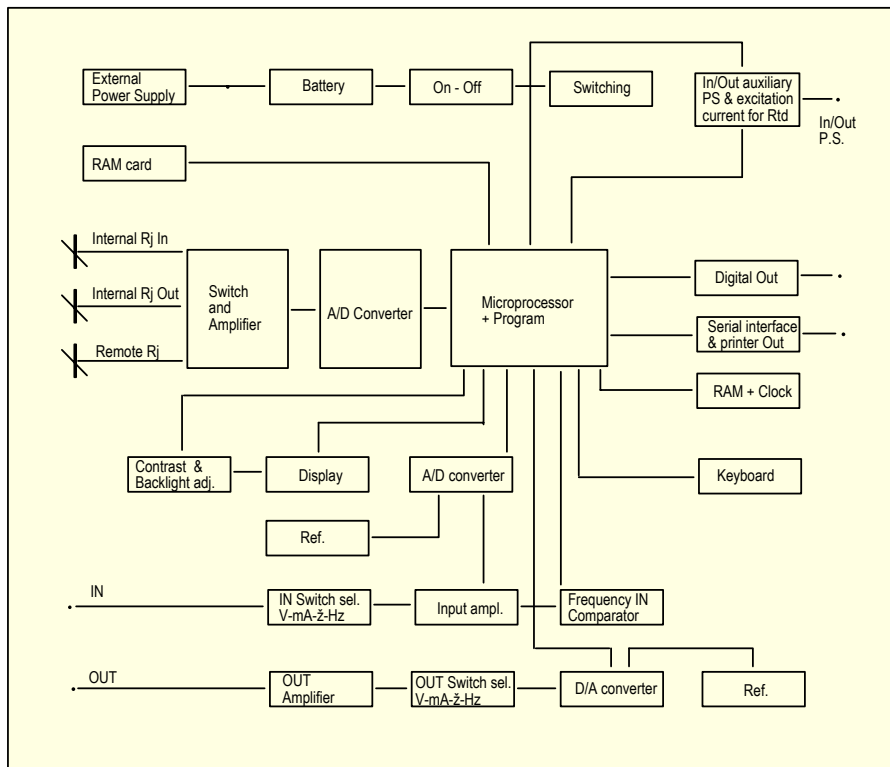 External
Power Supply
Battery
On - Off
Switching
In/Out auxiliary
PS & excitation
current for Rtd
In/Out
P.S.
RAM card
Internal Rj In
Internal Rj Out
Remote Rj
Switch
and
Amplifier
A/D Converter
Microprocessor
+ Program
Digital Out
Serial interface
& printer Out
RAM + Clock
Contrast &
Backlight adj.
Display
A/D converter
Keyboard
Ref.
IN
IN Switch sel.
V-mA-ž-Hz
Input ampl.
Frequency IN
Comparator
OUT
OUT
Amplifier
OUT Switch sel.
V-mA-ž-Hz
D/A converter
Ref.